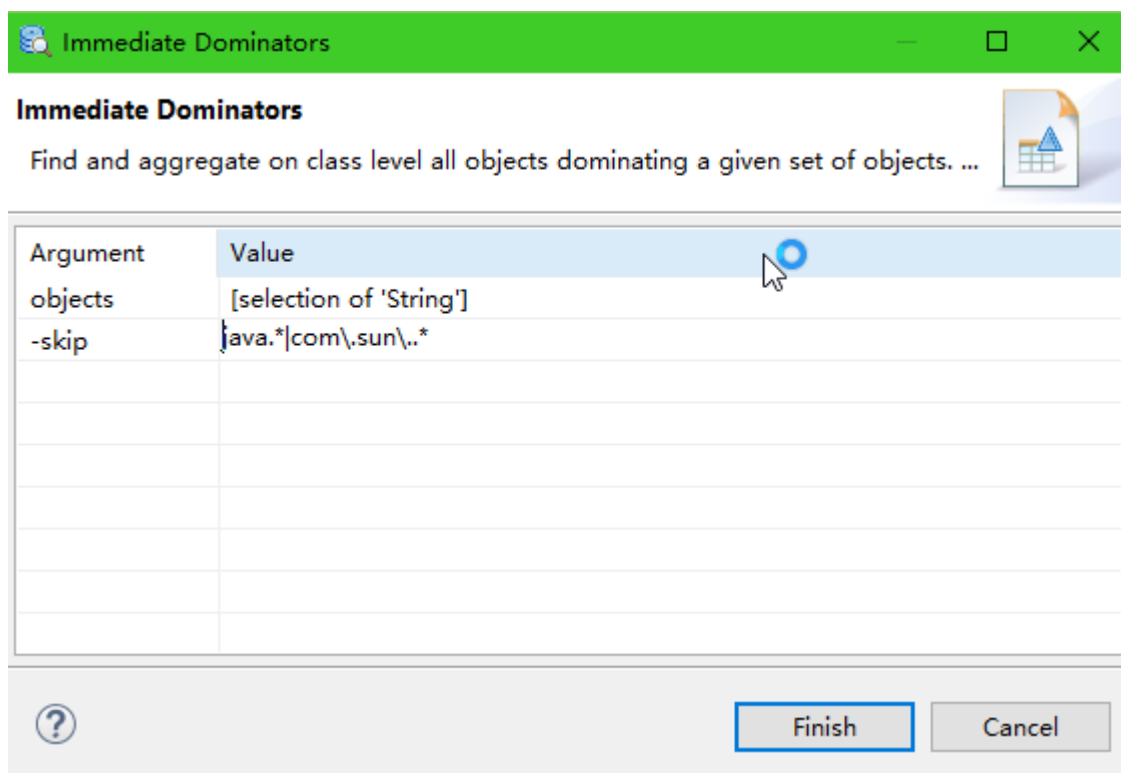 Immediate Dominators
Immediate Dominators
Find and aggregate on class level all objects dominating a given set of objects. ...
Argument Value
objects [selection of 'String']
-skip java.*|com\.sun\..*
Finish Cancel